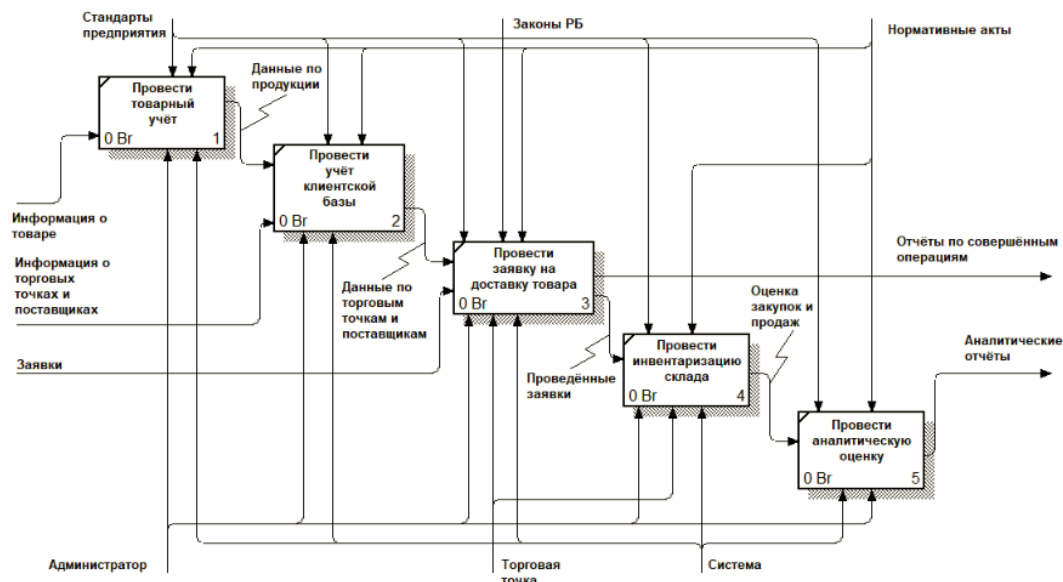 Стандарты
предприятия
Законы РБ
Нормативные акты
Данные по
продукции
Провести
товарный
учёт
0 Br
1
Провести
учёт
клиентской
базы
0 Br
2
Информация о
товаре
Информация о
торговых
точках и
поставщиках
Данные по
торговым
точкам и
поставщикам
Провести
заявку на
доставку товара
0 Br
3
Отчёты по совершённым
операциям
Оценка
закупок и
продаж
Заявки
Проведённые
заявки
Провести
инвентаризацию
склада
0 Br
4
Аналитические
отчёты
Провести
аналитическую
оценку
0 Br
5
Администратор
Торговая
точка
Система